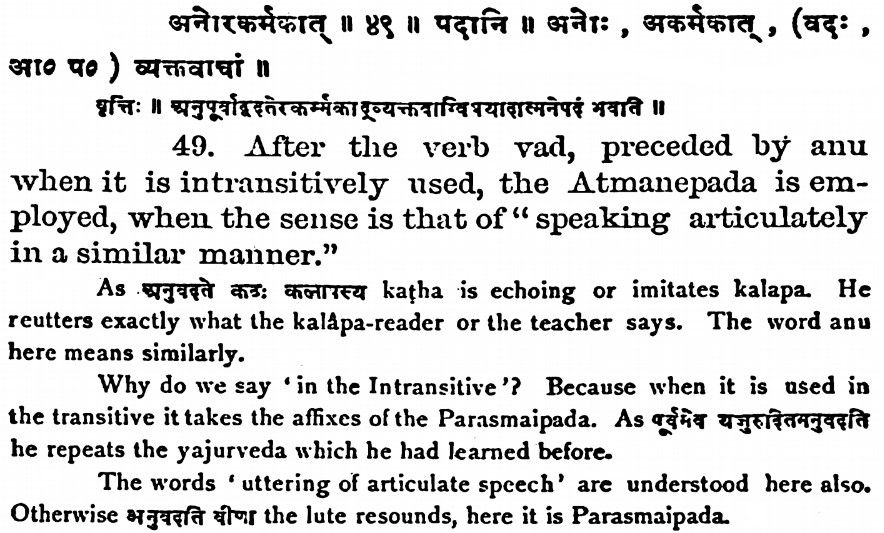 अनोरकर्मकात् ॥ ४९ ॥ पदानि ॥ अनोः , अकर्मकात् , (वदः ,
आ० प० ) व्यक्तवाचां ॥
वृत्तिः ॥ अनुपूर्वाद्वदतेरकर्म्मकाद्व्यक्तवाग्विषयादात्मनेपदं भवति ॥
49. After the verb vad, preceded by anu
when it is intransitively used, the Atmanepada is em-
ployed, when the sense is that of “ speaking articulately
in a similar manner.”
As अनुवदते कठः कलापस्य kaṭha is echoing or imitates kalapa. He
reutters exactly what the kalâpa-reader or the teacher says. The word anu
here means similarly.
Why do we say ‘ in the Intransitive ’? Because when it is used in
the transitive it takes the affixes of the Parasmaipada. As पूर्वमेव यजुरुदितमनुवदति
he repeats the yajurveda which he had learned before.
The words ‘ uttering of articulate speech ’ are understood here also.
Otherwise अनुवदति वीणा the lute resounds, here it is Parasmaipada.